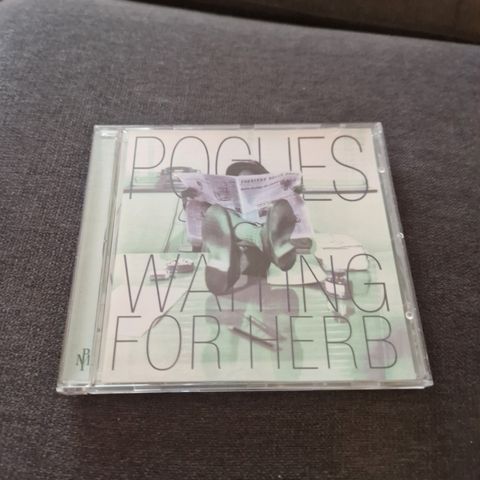 POGUES
WAITING
FOR HERB